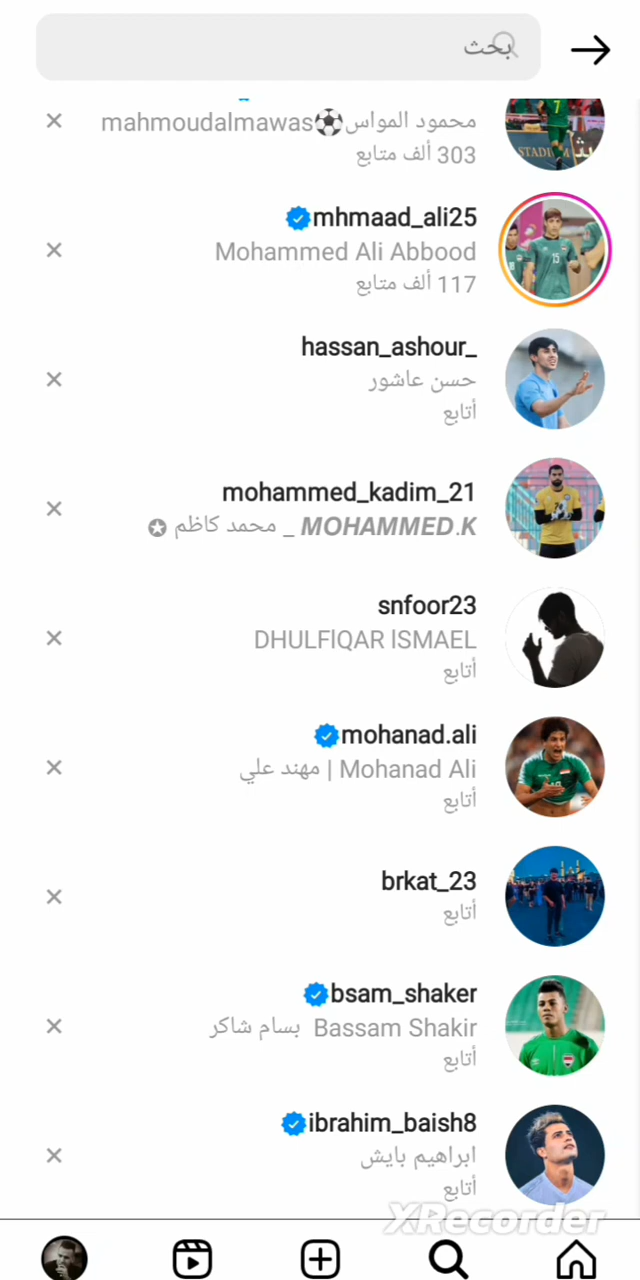 بحث
محمود المواس⚽mahmoudalmawas
303 ألف متابع
mhmaad_ali25
Mohammed Ali Abbood
117 ألف متابع
hassan_ashour_
حسن عاشور
أتابع
mohammed_kadim_21
MOHAMMED.K _ محمد كاظم ✪
snfoor23
DHULFIQAR ISMAEL
أتابع
mohanad.ali
Mohanad Ali | مهند علي
أتابع
brkat_23
أتابع
bsam_shaker
Bassam Shakir بسام شاكر
أتابع
ibrahim_baish8
ابراهيم بايش
أتابع
XRecorder